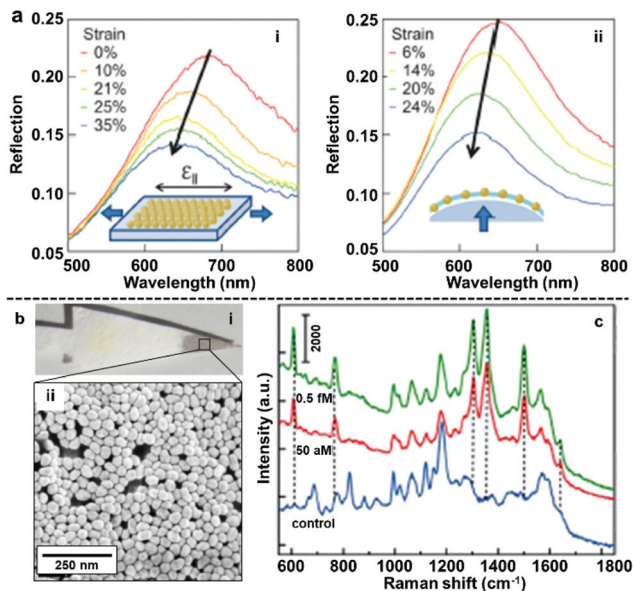 a
i
Strain
0%
10%
21%
25%
35%
ε||
0.25
0.20
0.15
0.10
0.05
Reflection
500 600 700 800
Wavelength (nm)
ii
Strain
6%
14%
20%
24%
0.25
0.20
0.15
0.10
0.05
Reflection
500 600 700 800
Wavelength (nm)
b
i
ii
250 nm
c
2000
0.5 fM
50 aM
control
Intensity (a.u.)
600 800 1000 1200 1400 1600 1800
Raman shift (cm⁻¹)